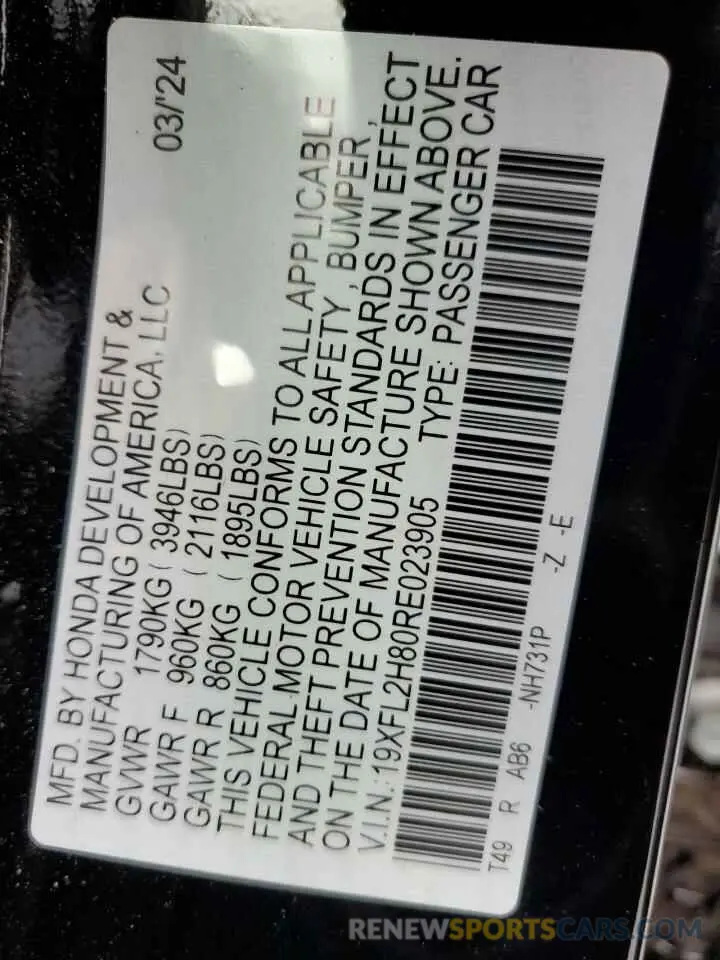 MFD. BY HONDA DEVELOPMENT & 03/'24
MANUFACTURING OF AMERICA, LLC
GVWR 1790KG ( 3946LBS)
GAWR F 960KG ( 2116LBS)
GAWR R 860KG ( 1895LBS)
THIS VEHICLE CONFORMS TO ALL APPLICABLE
FEDERAL MOTOR VEHICLE SAFETY , BUMPER ,
AND THEFT PREVENTION STANDARDS IN EFFECT
ON THE DATE OF MANUFACTURE SHOWN ABOVE.
V.I.N.: 19XFL2H80RE023905 TYPE: PASSENGER CAR
T49 R AB6 -NH731P -Z -E
RENEWSPORTSCARS.COM